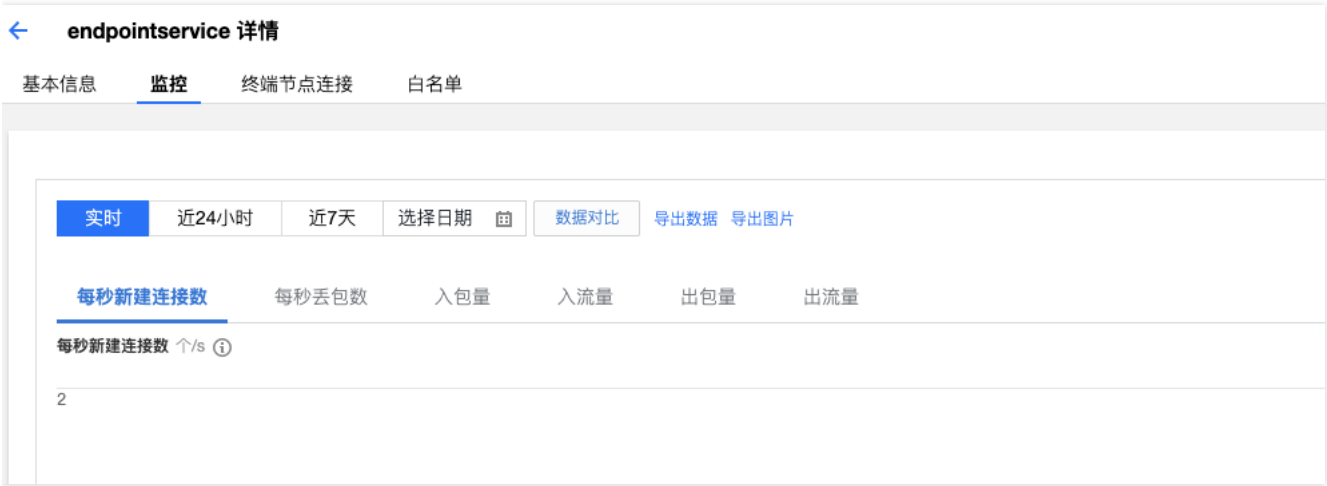 endpointservice 详情
基本信息 监控 终端节点连接 白名单
实时 近24小时 近7天 选择日期 数据对比 导出数据 导出图片
每秒新建连接数 每秒丢包数 入包量 入流量 出包量 出流量
每秒新建连接数 个/s
2